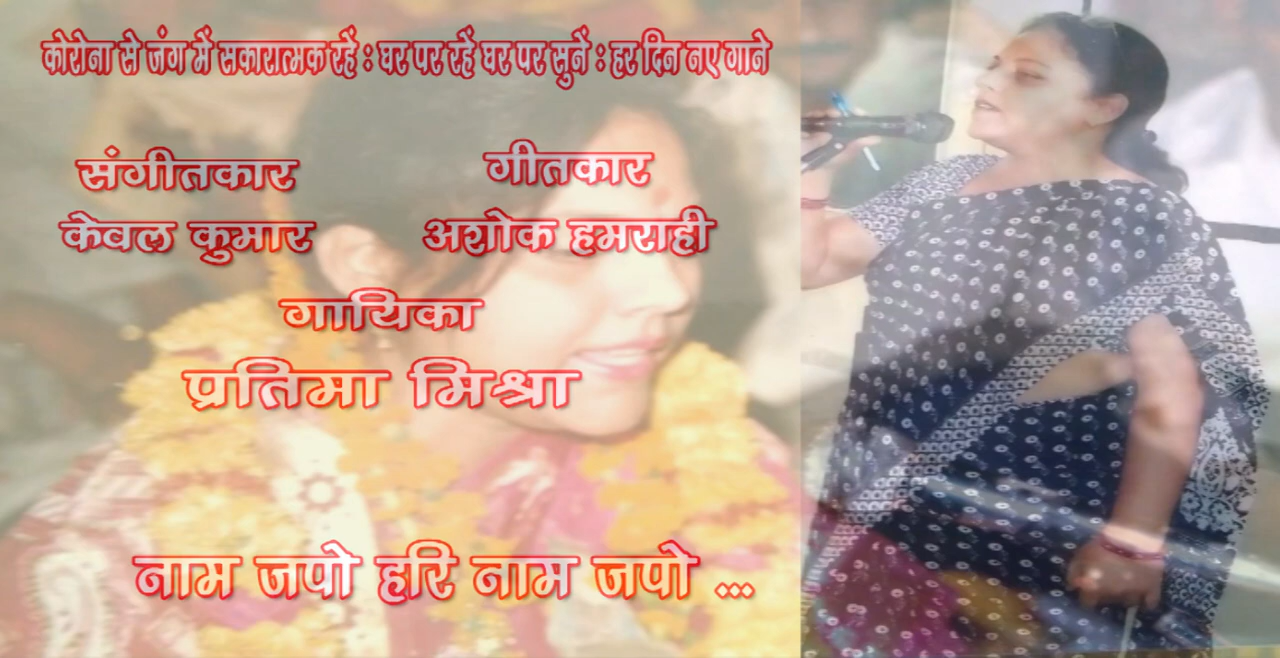 कोरोना से जंग में सकारात्मक रहें : घर पर रहें घर पर सुनें : हर दिन नए गाने
संगीतकार
केवल कुमार
गीतकार
अशोक हमराही
गायिका
प्रतिमा मिश्रा
नाम जपो हरि नाम जपो ...